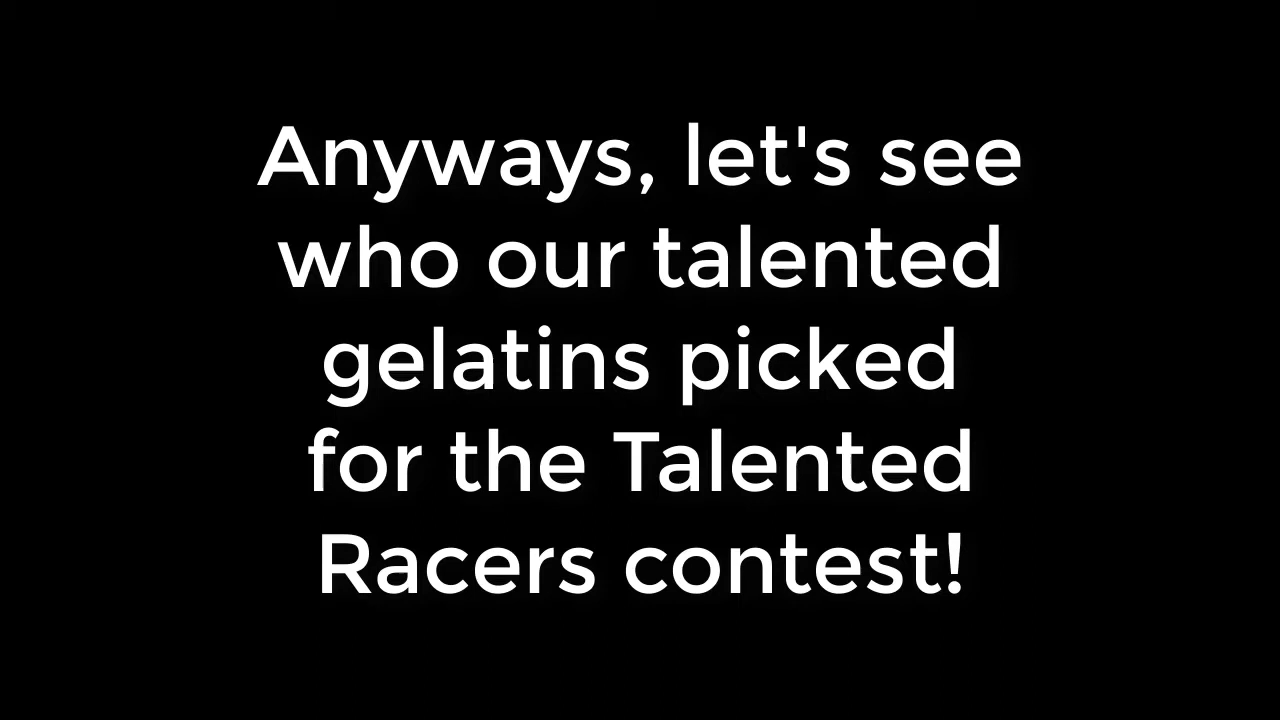 Anyways, let's see
who our talented
gelatins picked
for the Talented
Racers contest!